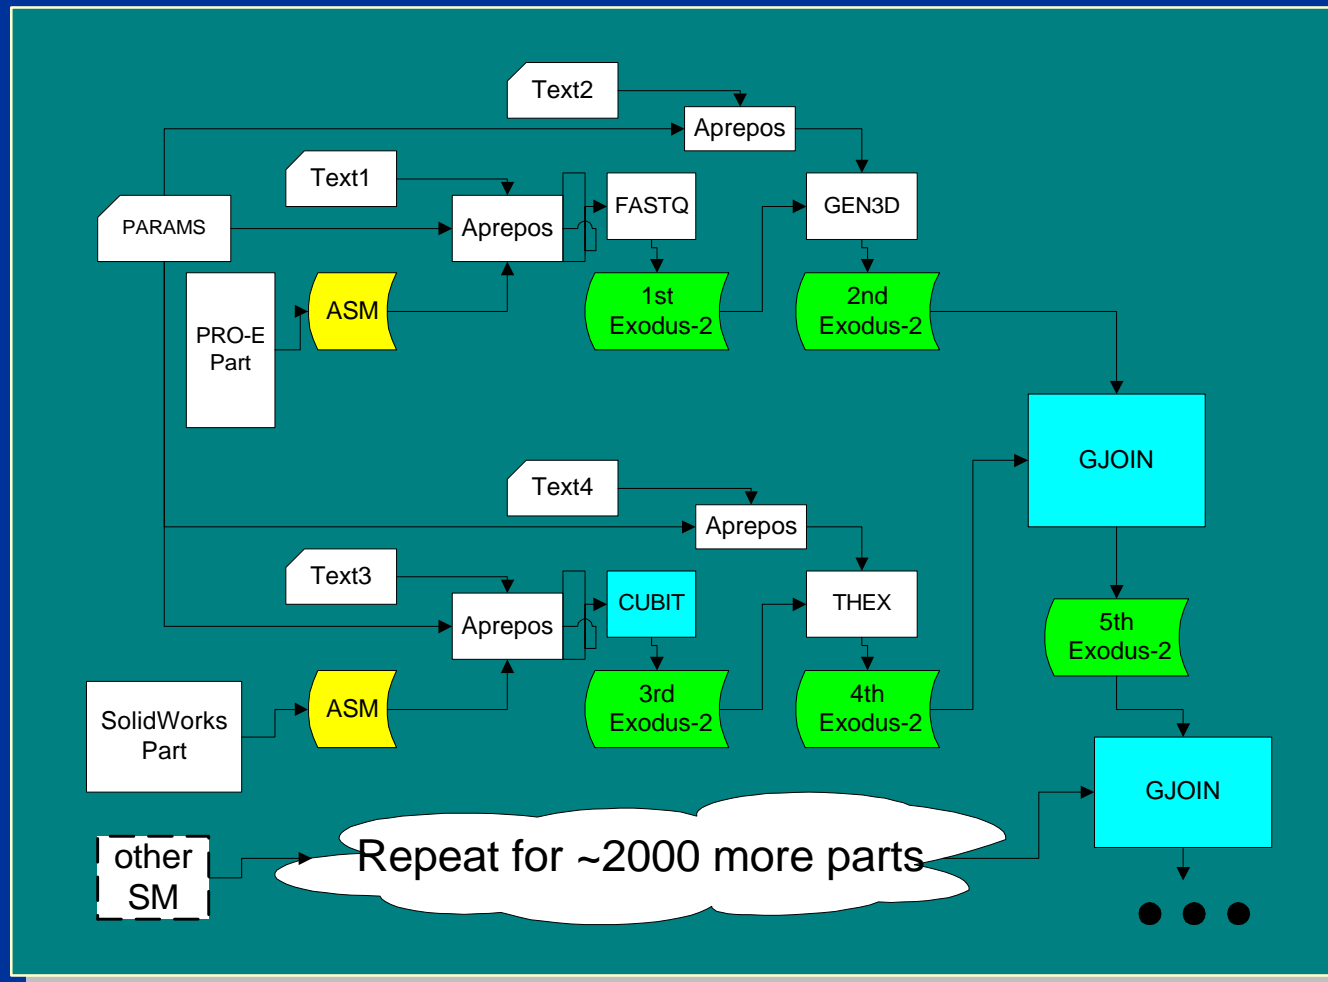 Text2
Aprepos
Text1
PARAMS
Aprepos
FASTQ
GEN3D
PRO-E
Part
ASM
1st
Exodus-2
2nd
Exodus-2
GJOIN
Text4
Aprepos
Text3
Aprepos
CUBIT
THEX
5th
Exodus-2
SolidWorks
Part
ASM
3rd
Exodus-2
4th
Exodus-2
GJOIN
other
SM
Repeat for ~2000 more parts